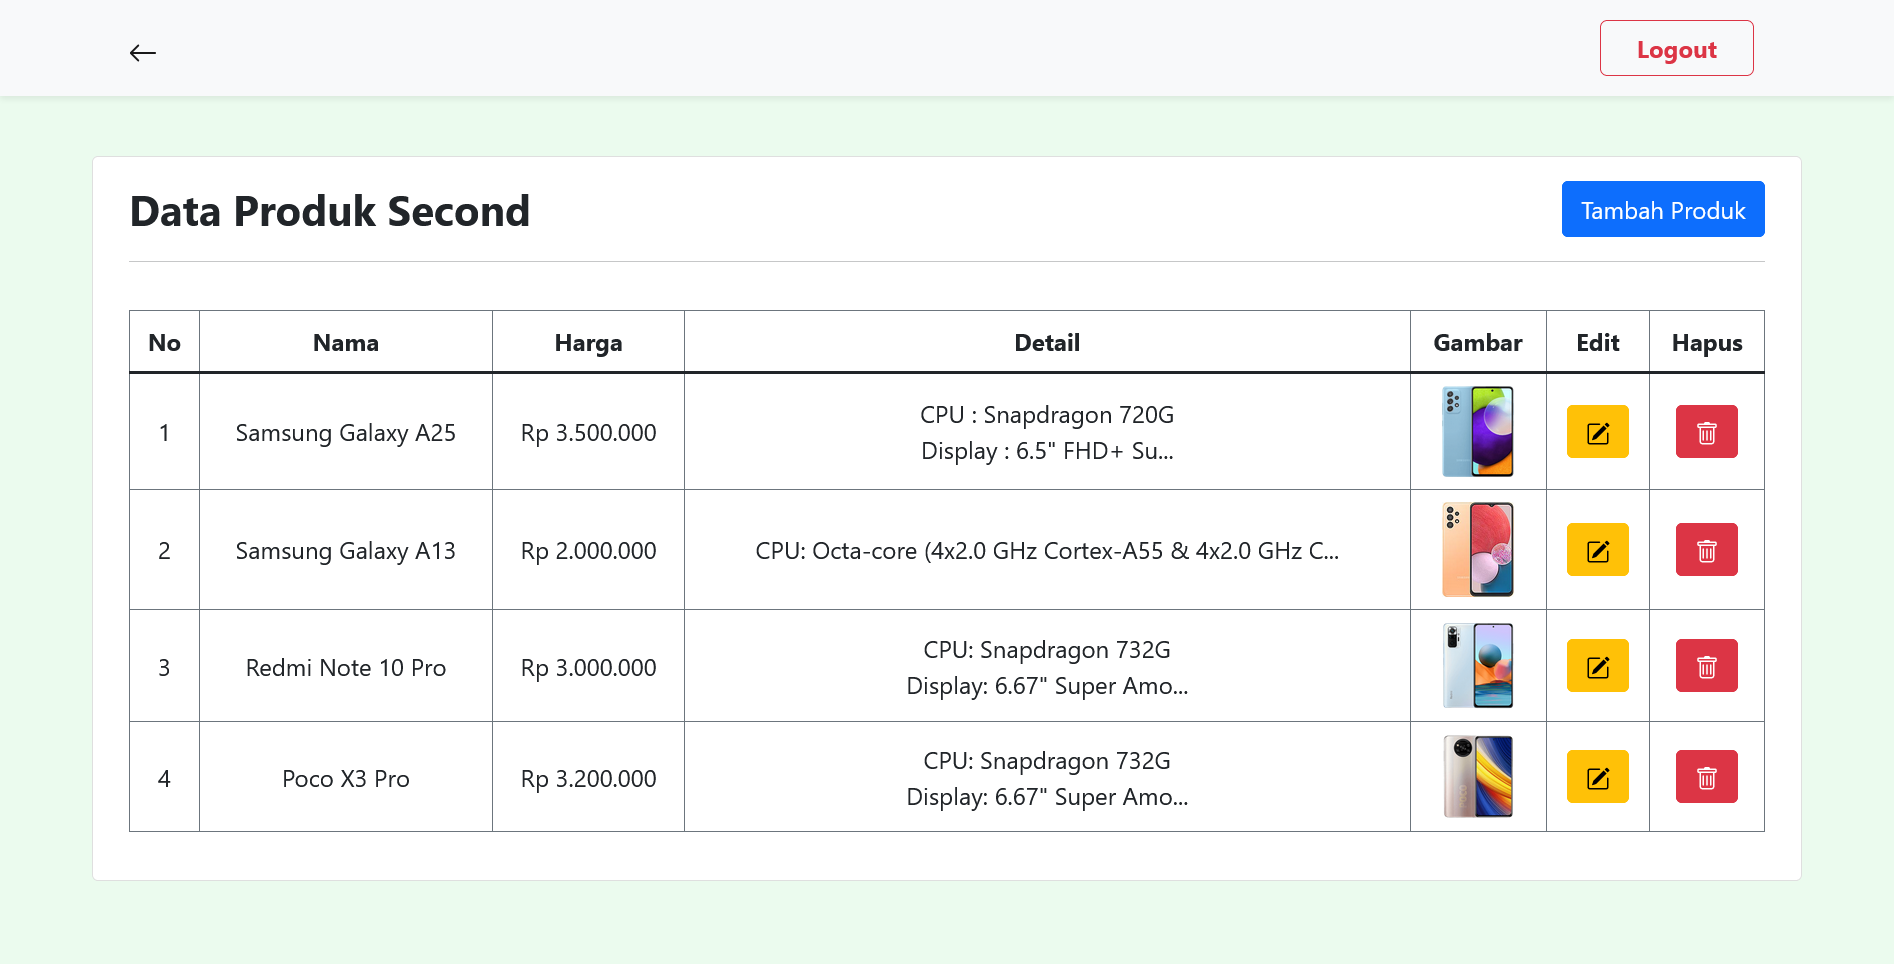 Logout
Data Produk Second
Tambah Produk
No Nama Harga Detail Gambar Edit Hapus
1 Samsung Galaxy A25 Rp 3.500.000 CPU : Snapdragon 720G
Display : 6.5" FHD+ Su...
2 Samsung Galaxy A13 Rp 2.000.000 CPU: Octa-core (4x2.0 GHz Cortex-A55 & 4x2.0 GHz C...
3 Redmi Note 10 Pro Rp 3.000.000 CPU: Snapdragon 732G
Display: 6.67" Super Amo...
4 Poco X3 Pro Rp 3.200.000 CPU: Snapdragon 732G
Display: 6.67" Super Amo...